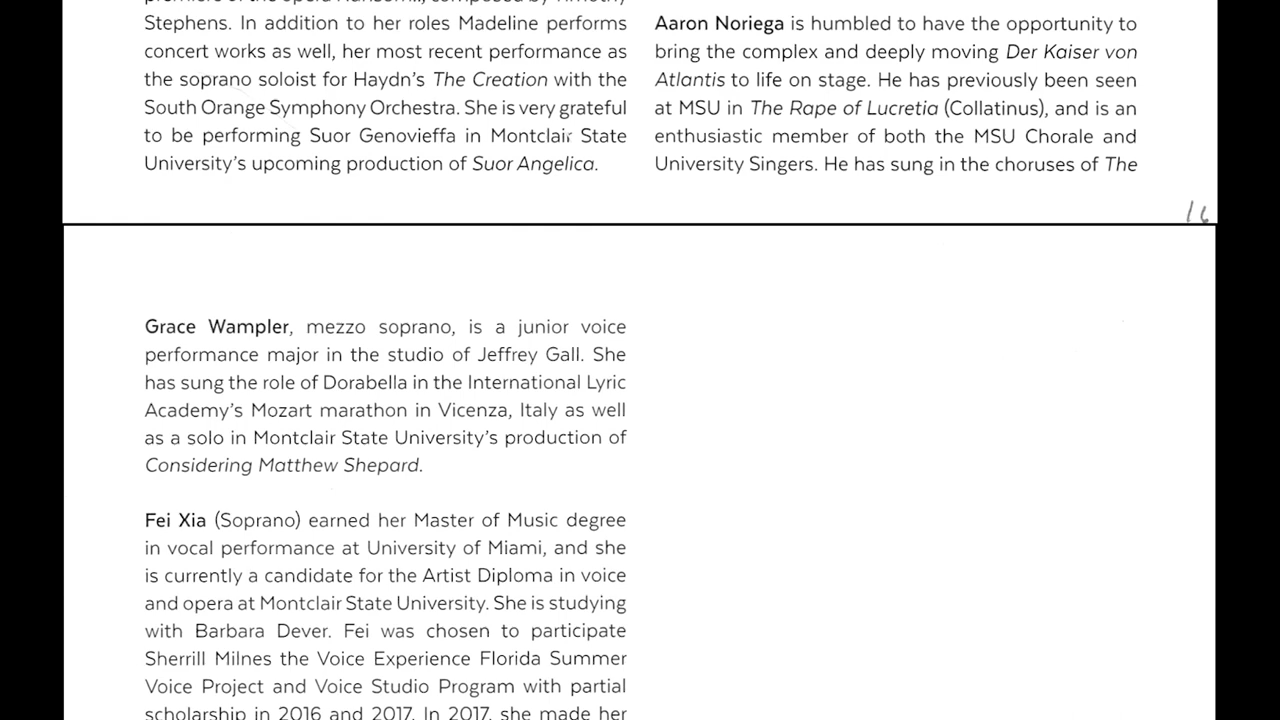 premiere of the opera
Stephens. In addition to her roles Madeline performs
concert works as well, her most recent performance as
the soprano soloist for Haydn's The Creation with the
South Orange Symphony Orchestra. She is very grateful
to be performing Suor Genovieffa in Montclair State
University's upcoming production of Suor Angelica.
Aaron Noriega is humbled to have the opportunity to
bring the complex and deeply moving Der Kaiser von
Atlantis to life on stage. He has previously been seen
at MSU in The Rape of Lucretia (Collatinus), and is an
enthusiastic member of both the MSU Chorale and
University Singers. He has sung in the choruses of The
16
Grace Wampler, mezzo soprano, is a junior voice
performance major in the studio of Jeffrey Gall. She
has sung the role of Dorabella in the International Lyric
Academy's Mozart marathon in Vicenza, Italy as well
as a solo in Montclair State University's production of
Considering Matthew Shepard.
Fei Xia (Soprano) earned her Master of Music degree
in vocal performance at University of Miami, and she
is currently a candidate for the Artist Diploma in voice
and opera at Montclair State University. She is studying
with Barbara Dever. Fei was chosen to participate
Sherrill Milnes the Voice Experience Florida Summer
Voice Project and Voice Studio Program with partial
scholarship in 2016 and 2017. In 2017, she made her